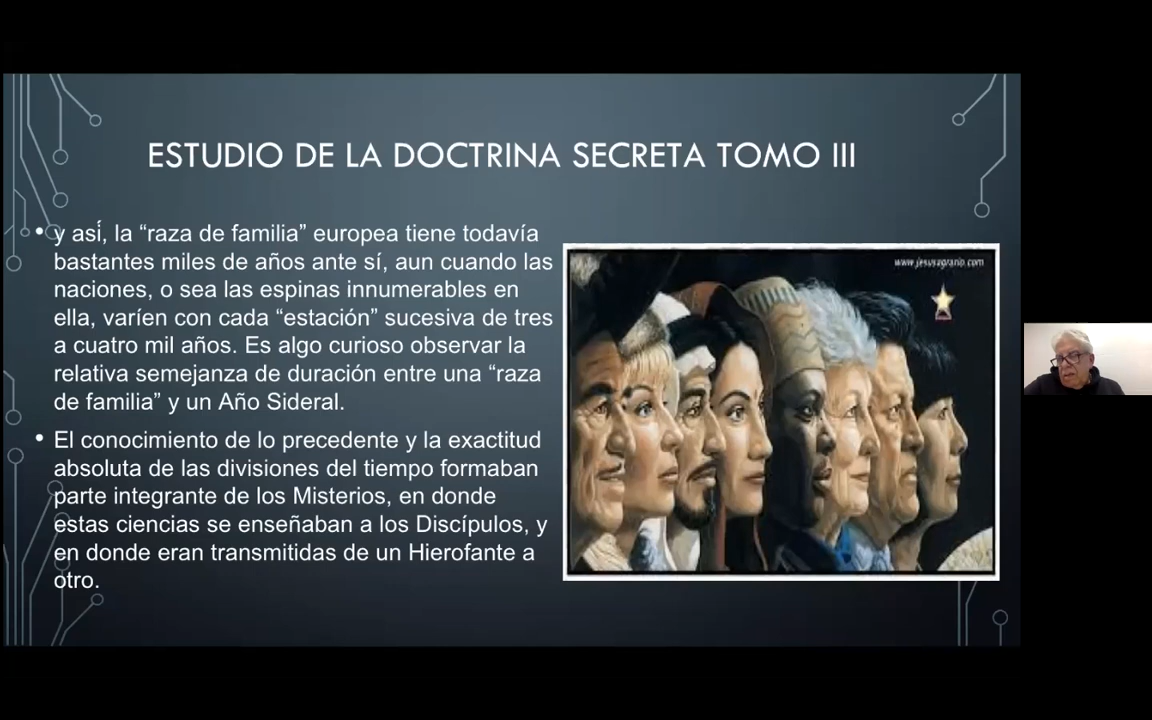 ESTUDIO DE LA DOCTRINA SECRETA TOMO III
• y así, la “raza de familia” europea tiene todavía
bastantes miles de años ante sí, aun cuando las
naciones, o sea las espinas innumerables en
ella, varíen con cada “estación” sucesiva de tres
a cuatro mil años. Es algo curioso observar la
relativa semejanza de duración entre una “raza
de familia” y un Año Sideral.
• El conocimiento de lo precedente y la exactitud
absoluta de las divisiones del tiempo formaban
parte integrante de los Misterios, en donde
estas ciencias se enseñaban a los Discípulos, y
en donde eran transmitidas de un Hierofante a
otro.
www.jesusagrario.com